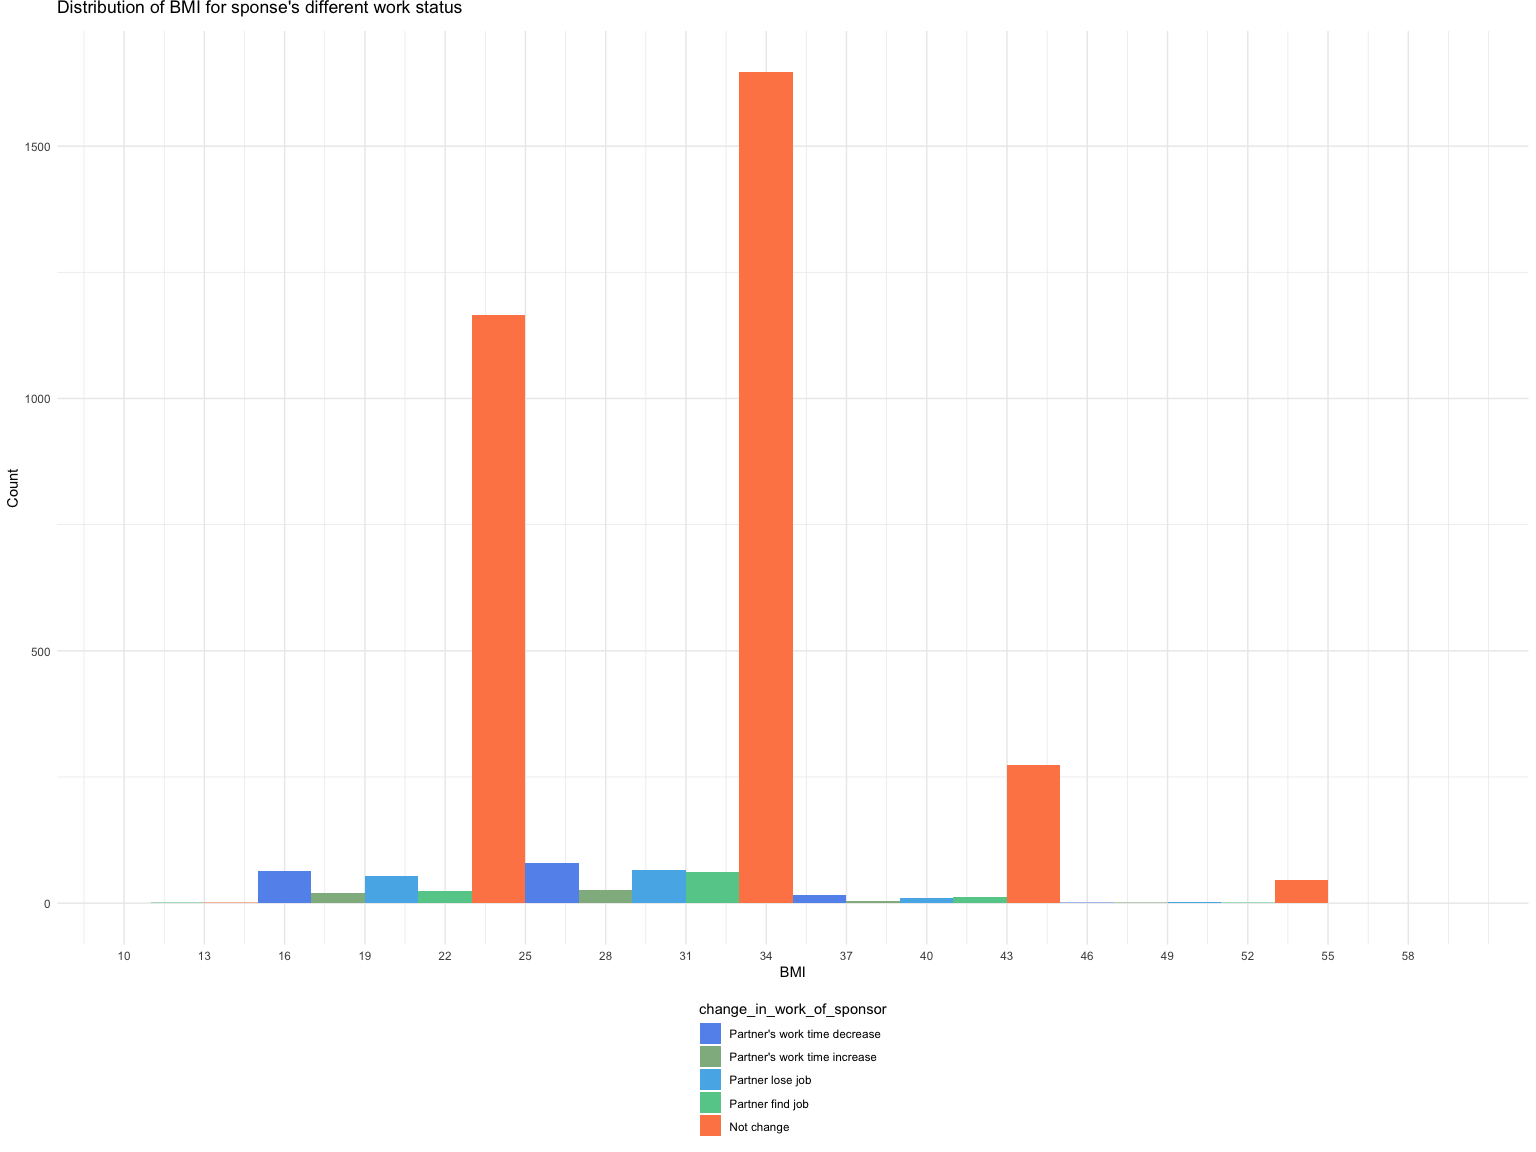 Distribution of BMI for sponse's different work status
1500
1000
500
0
Count
10 13 16 19 22 25 28 31 34 37 40 43 46 49 52 55 58
BMI
change_in_work_of_sponsor
Partner's work time decrease
Partner's work time increase
Partner lose job
Partner find job
Not change